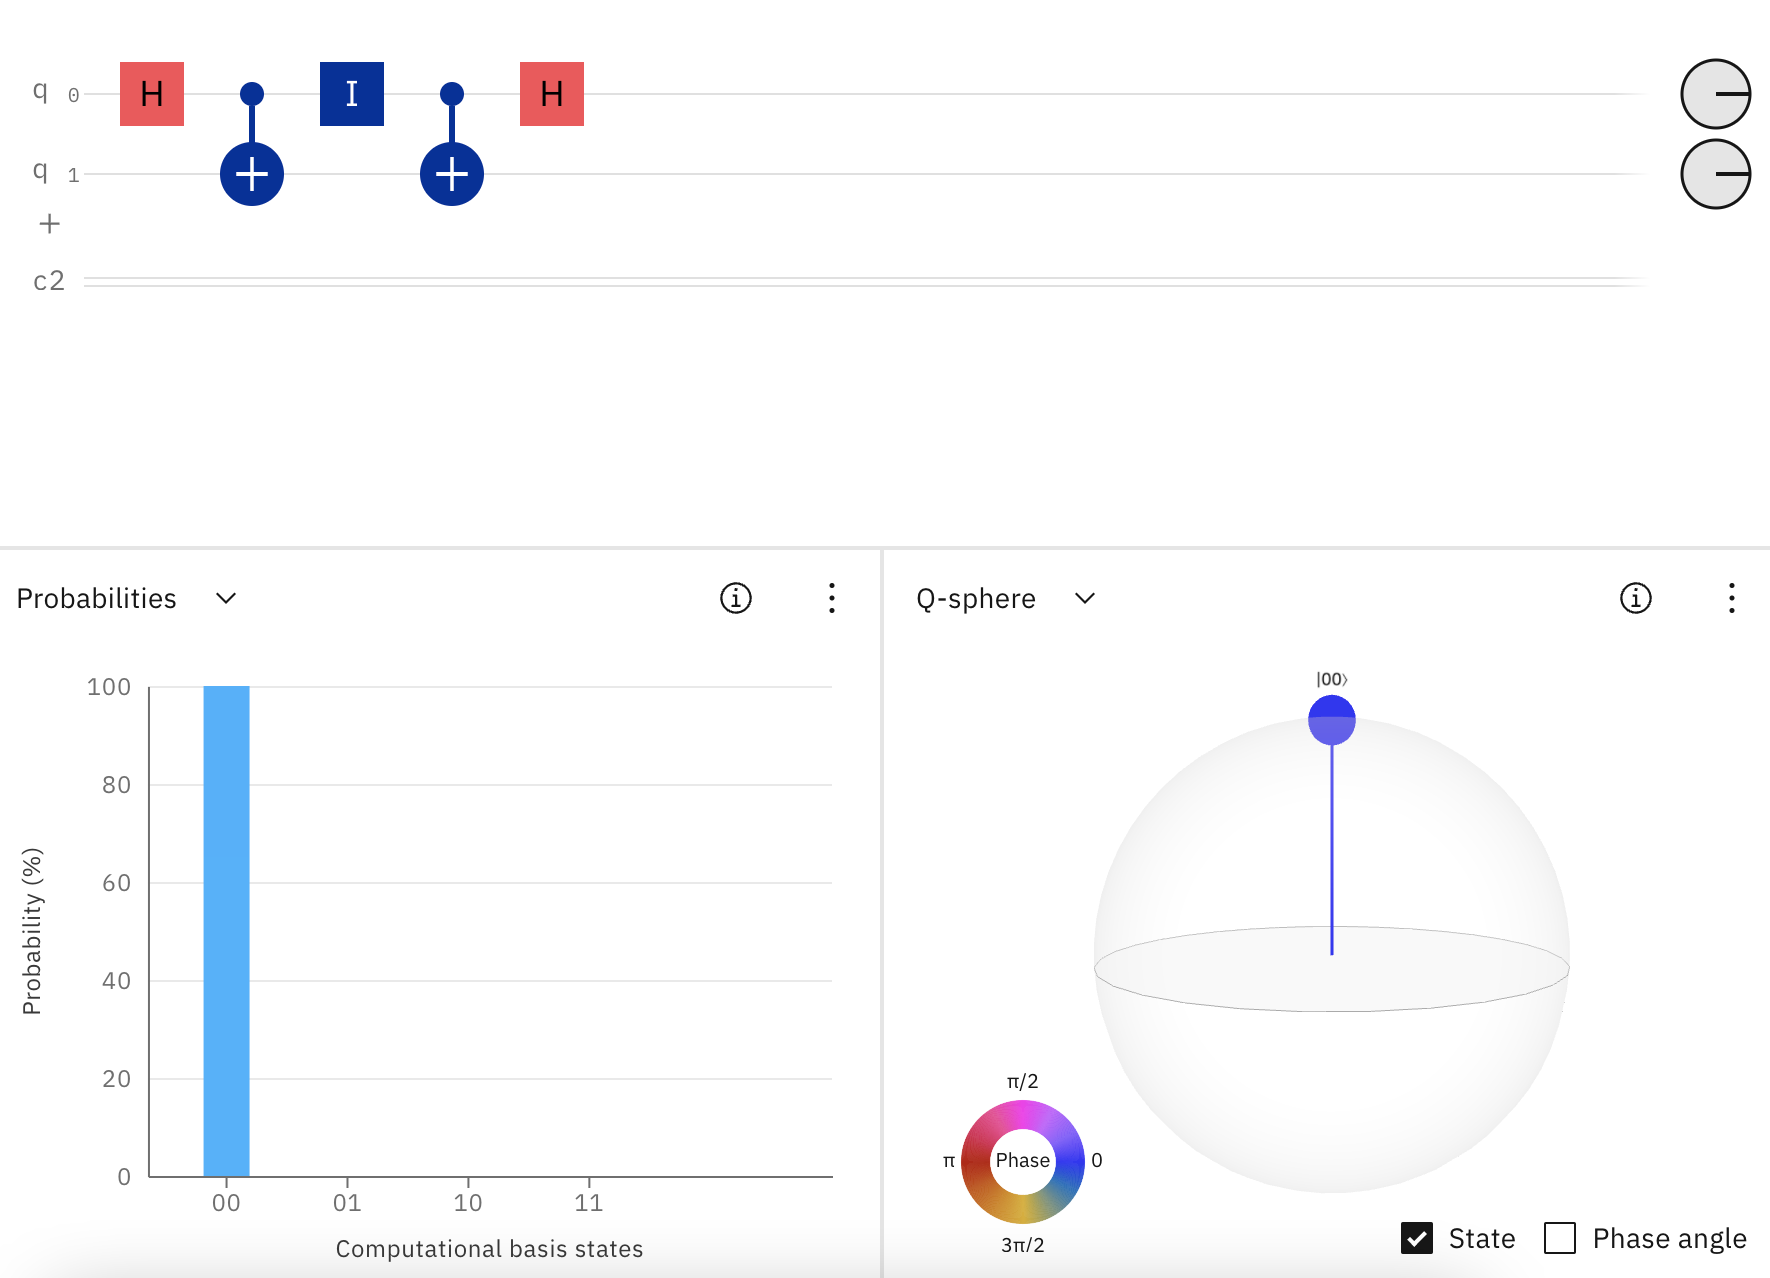 q 0 H I H
q 1
+
c2
Probabilities
Q-sphere
|00⟩
100
80
60
40
20
0
Probability (%)
00 01 10 11
Computational basis states
π/2
π Phase 0
3π/2
State Phase angle